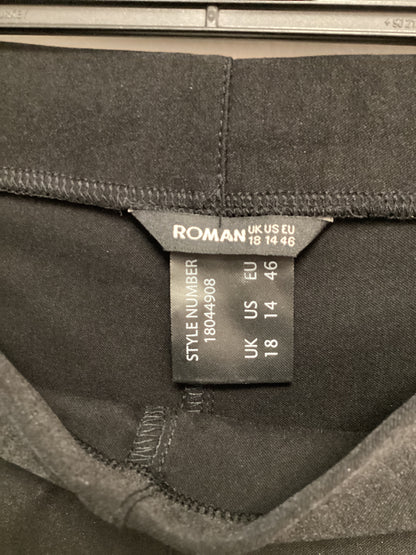 ROMAN UK US EU
18 14 46
STYLE NUMBER
18044908
UK US EU
18 14 46